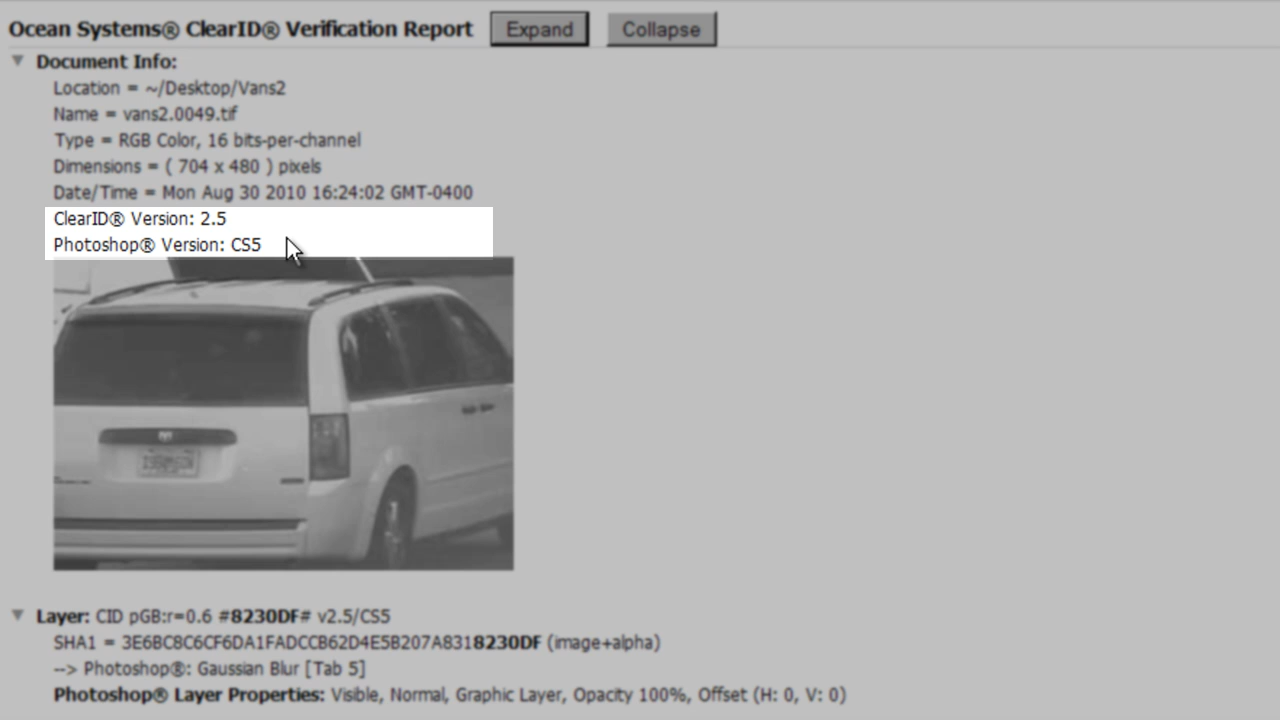 Ocean Systems® ClearID® Verification Report Expand Collapse
Document Info:
Location = ~/Desktop/Vans2
Name = vans2.0049.tif
Type = RGB Color, 16 bits-per-channel
Dimensions = ( 704 x 480 ) pixels
Date/Time = Mon Aug 30 2010 16:24:02 GMT-0400
ClearID® Version: 2.5
Photoshop® Version: CS5
Layer: CID pGB:r=0.6 #8230DF# v2.5/CS5
SHA1 = 3E6BC8C6CF6DA1FADCCB62D4E5B207A8318230DF (image+alpha)
--> Photoshop®: Gaussian Blur [Tab 5]
Photoshop® Layer Properties: Visible, Normal, Graphic Layer, Opacity 100%, Offset (H: 0, V: 0)